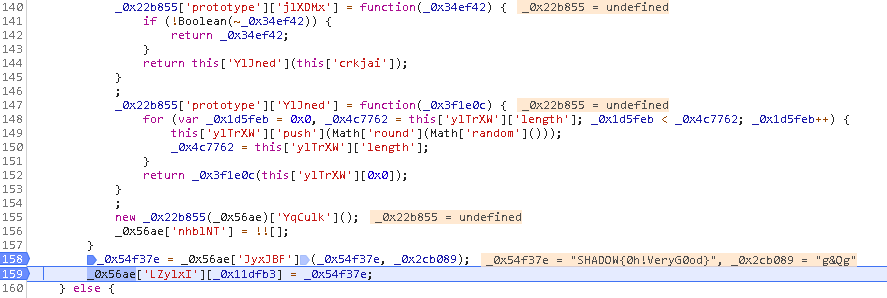 140 _0x22b855['prototype']['jlXDMx'] = function(_0x34ef42) { _0x22b855 = undefined
141 if (!Boolean(~_0x34ef42)) {
142 return _0x34ef42;
143 }
144 return this['YlJned'](this['crkjai']);
145 }
146 ;
147 _0x22b855['prototype']['YlJned'] = function(_0x3f1e0c) { _0x22b855 = undefined
148 for (var _0x1d5feb = 0x0, _0x4c7762 = this['ylTrXW']['length']; _0x1d5feb < _0x4c7762; _0x1d5feb++) {
149 this['ylTrXW']['push'](Math['round'](Math['random']()));
150 _0x4c7762 = this['ylTrXW']['length'];
151 }
152 return _0x3f1e0c(this['ylTrXW'][0x0]);
153 }
154 ;
155 new _0x22b855(_0x56ae)['YqCulk'](); _0x22b855 = undefined
156 _0x56ae['nhblNT'] = !![];
157 }
158 _0x54f37e = _0x56ae['JyxJBF'](_0x54f37e, _0x2cb089); _0x54f37e = "SHADOW{0h!VeryG0od}", _0x2cb089 = "g&Qg"
159 _0x56ae['LZylxI'][_0x11dfb3] = _0x54f37e;
160 } else {